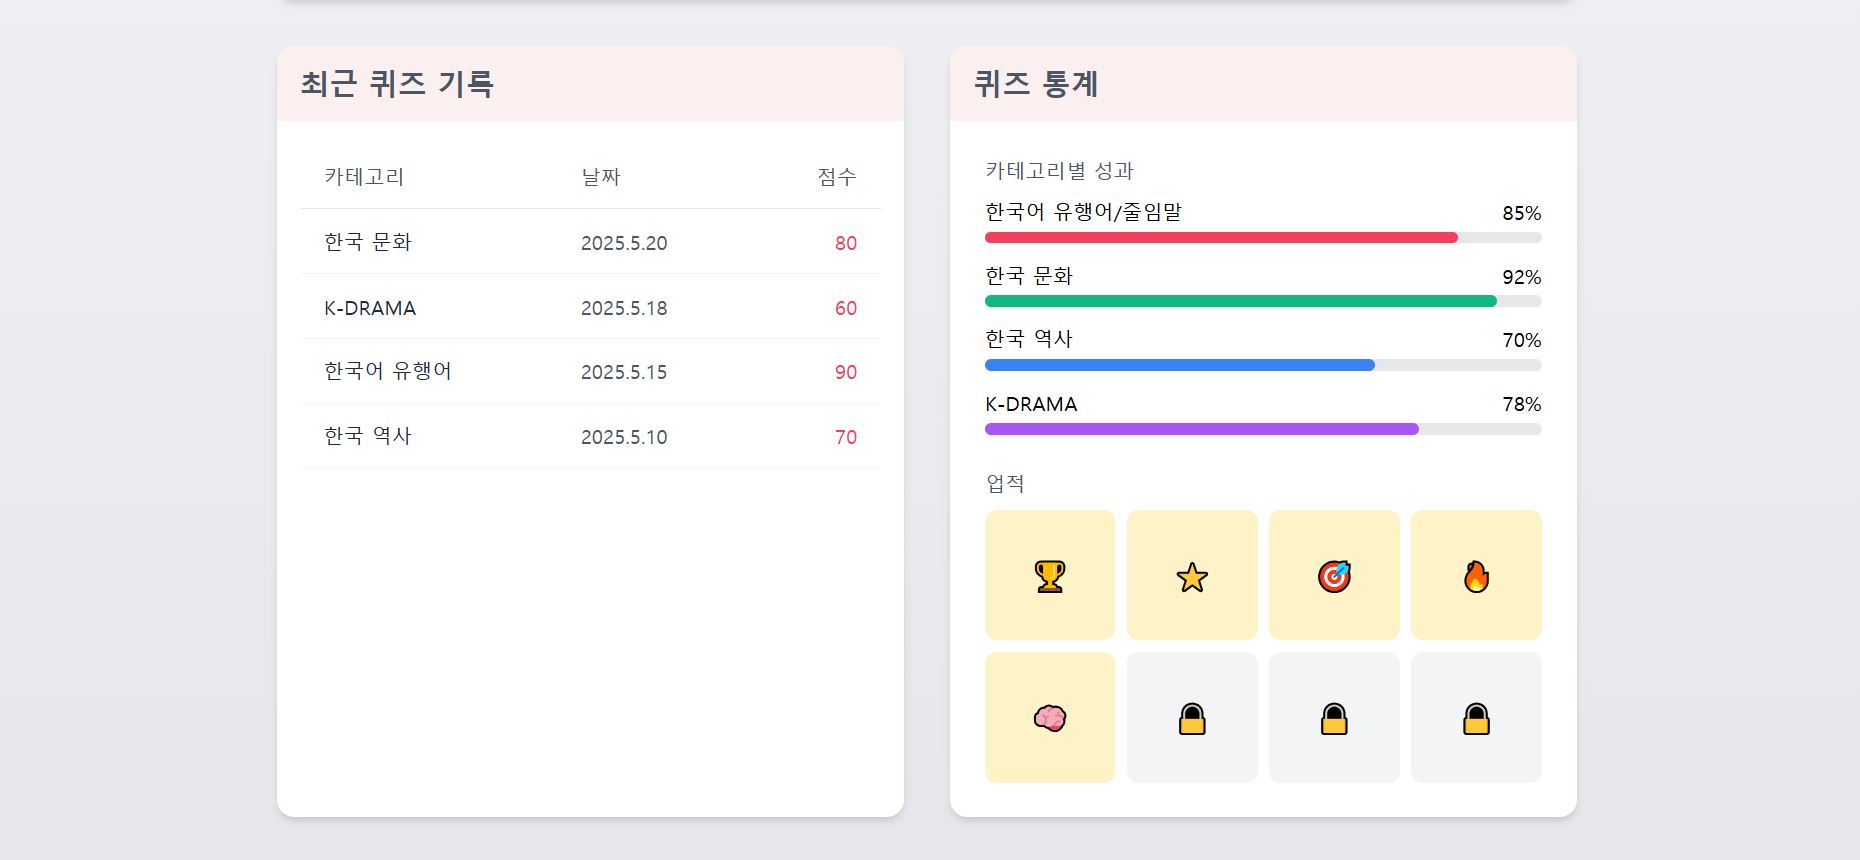 최근 퀴즈 기록
카테고리 날짜 점수
한국 문화 2025.5.20 80
K-DRAMA 2025.5.18 60
한국어 유행어 2025.5.15 90
한국 역사 2025.5.10 70
퀴즈 통계
카테고리별 성과
한국어 유행어/줄임말 85%
한국 문화 92%
한국 역사 70%
K-DRAMA 78%
업적